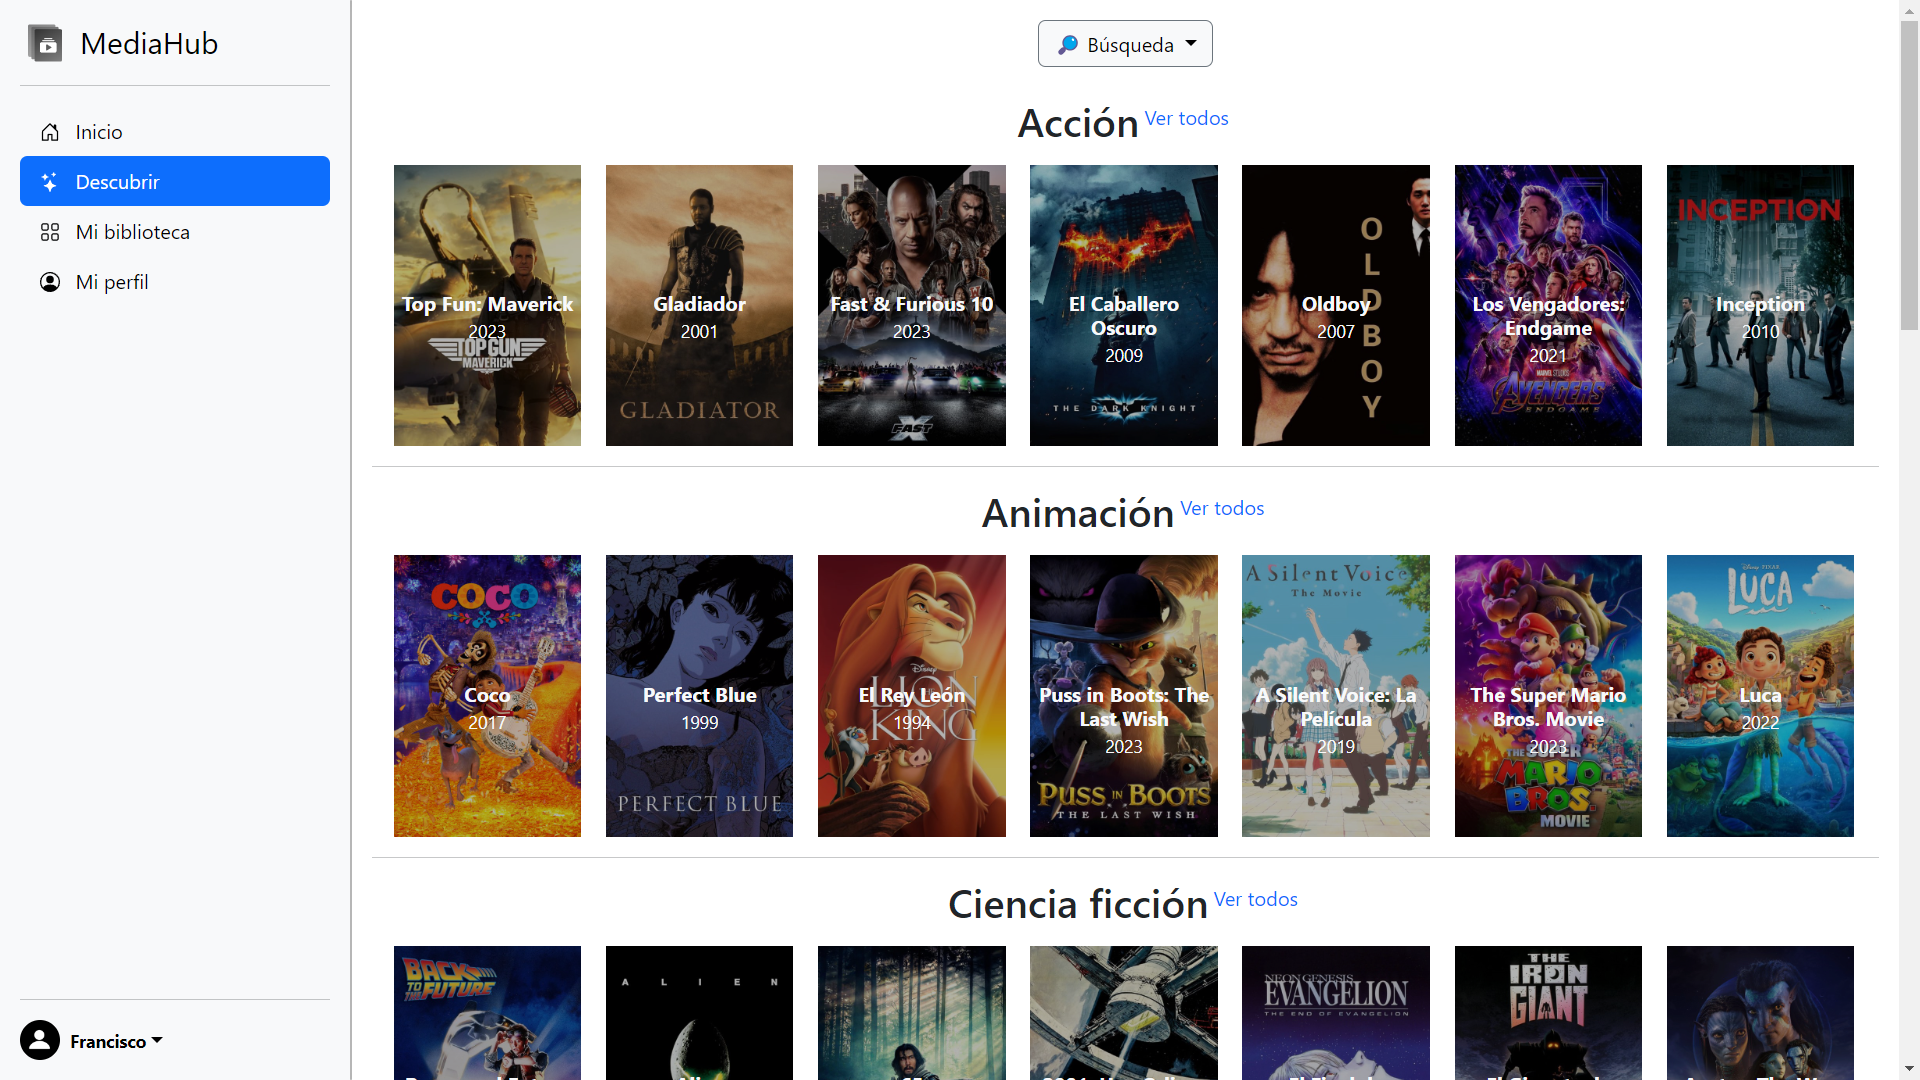 MediaHub
Inicio
Descubrir
Mi biblioteca
Mi perfil
Francisco
Búsqueda
Acción Ver todos
TOP GUN
MAVERICK
Top Fun: Maverick
2023
Gladiador
2001
GLADIATOR
Fast & Furious 10
2023
FAST X
El Caballero
Oscuro
2009
THE DARK KNIGHT
OLDBOY
Oldboy
2007
Los Vengadores:
Endgame
2021
MARVEL STUDIOS
AVENGERS
ENDGAME
INCEPTION
Inception
2010
Animación Ver todos
COCO
Coco
2017
Perfect Blue
1999
PERFECT BLUE
Disney
LION
KING
El Rey León
1994
Puss in Boots: The
Last Wish
2023
PUSS IN BOOTS
THE LAST WISH
A Silent Voice
The Movie
A Silent Voice: La
Película
2019
The Super Mario
Bros. Movie
2023
THE SUPER
MARIO
BROS
MOVIE
Disney PIXAR
LUCA
Luca
2022
Ciencia ficción Ver todos
BACK
TO THE FUTURE
ALIEN
NEON GENESIS
EVANGELION
THE END OF EVANGELION
THE
IRON
GIANT